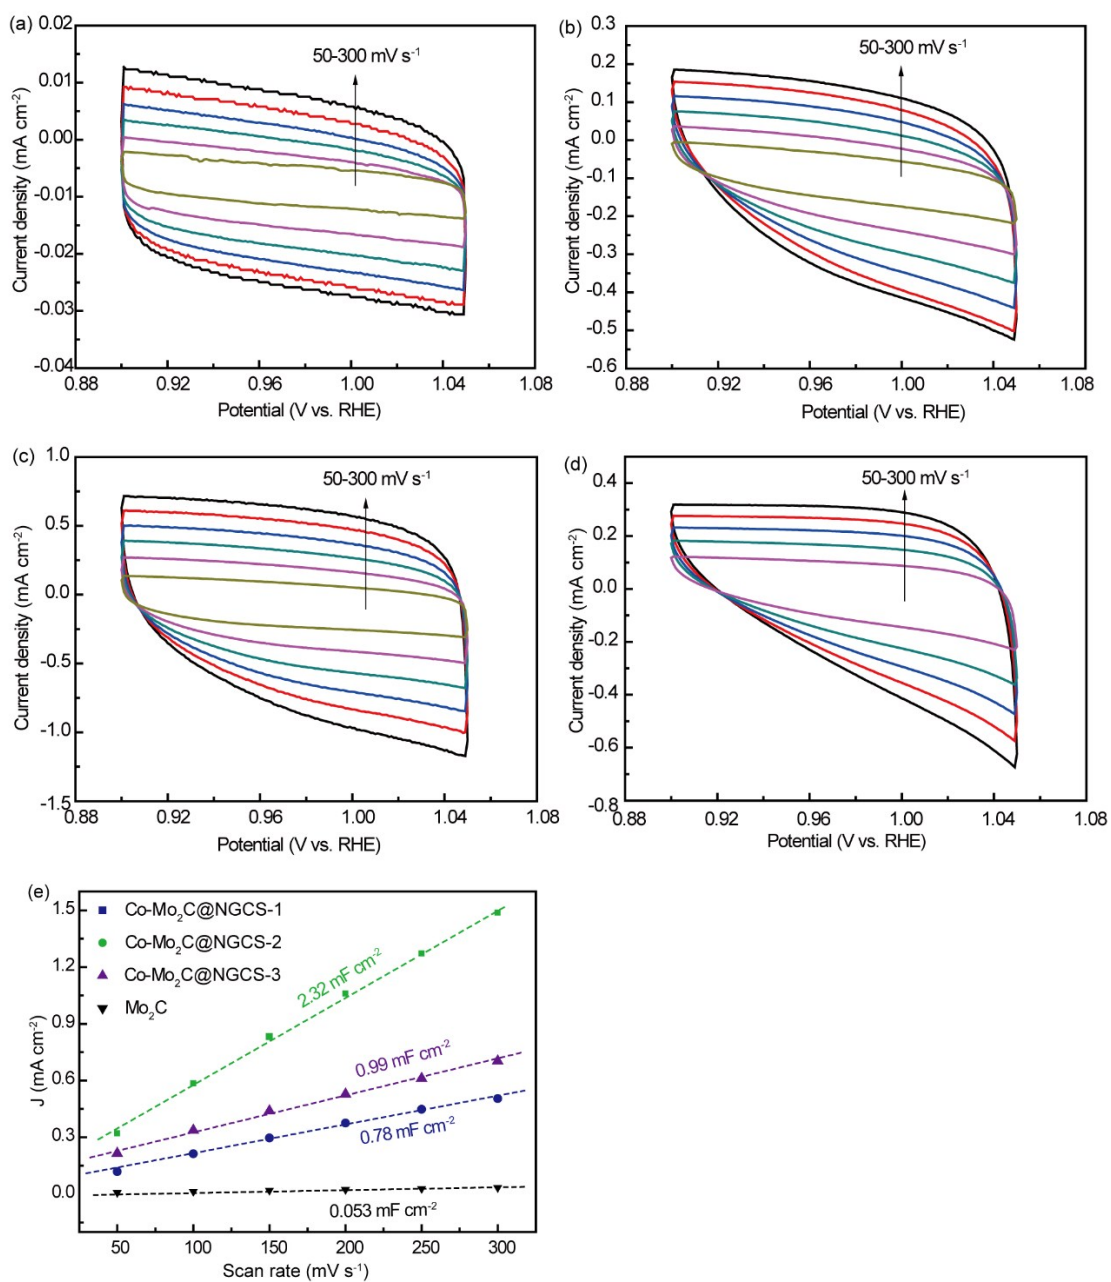 (a)
0.02
0.01
0.00
-0.01
-0.02
-0.03
-0.04
Current density (mA cm⁻²)
50-300 mV s⁻¹
0.88 0.92 0.96 1.00 1.04 1.08
Potential (V vs. RHE)
(b)
0.3
0.2
0.1
0.0
-0.1
-0.2
-0.3
-0.4
-0.5
-0.6
Current density (mA cm⁻²)
50-300 mV s⁻¹
0.88 0.92 0.96 1.00 1.04 1.08
Potential (V vs. RHE)
(c)
1.0
0.5
0.0
-0.5
-1.0
-1.5
Current density (mA cm⁻²)
50-300 mV s⁻¹
0.88 0.92 0.96 1.00 1.04 1.08
Potential (V vs. RHE)
(d)
0.4
0.2
0.0
-0.2
-0.4
-0.6
-0.8
Current density (mA cm⁻²)
50-300 mV s⁻¹
0.88 0.92 0.96 1.00 1.04 1.08
Potential (V vs. RHE)
(e)
1.5
1.2
0.9
0.6
0.3
0.0
J (mA cm⁻²)
Co-Mo₂C@NGCS-1
Co-Mo₂C@NGCS-2
Co-Mo₂C@NGCS-3
Mo₂C
2.32 mF cm⁻²
0.99 mF cm⁻²
0.78 mF cm⁻²
0.053 mF cm⁻²
50 100 150 200 250 300
Scan rate (mV s⁻¹)